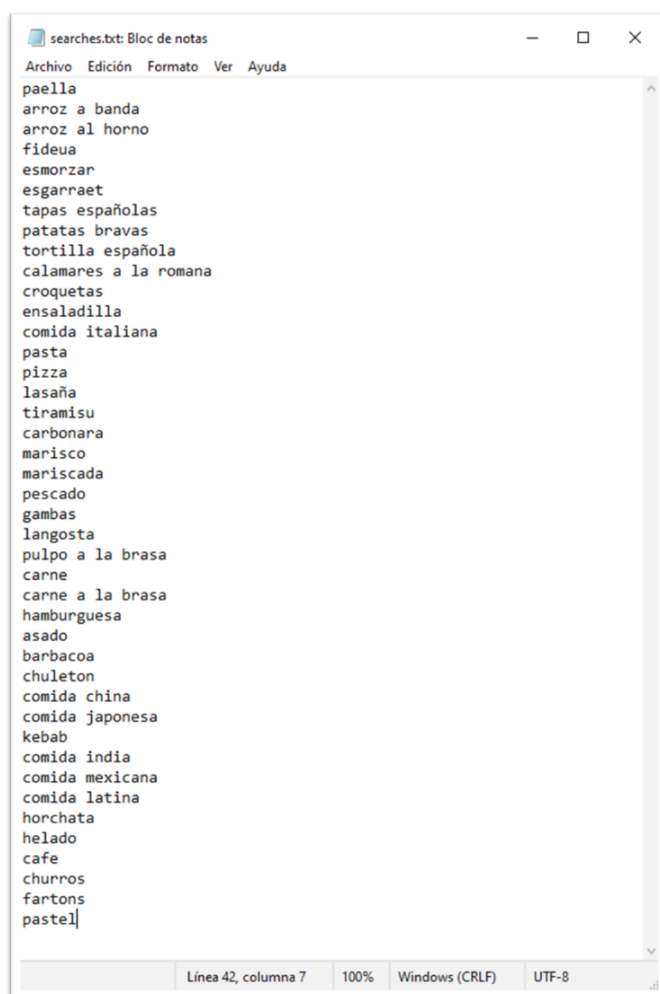 searches.txt: Bloc de notas
Archivo Edición Formato Ver Ayuda
paella
arroz a banda
arroz al horno
fideua
esmorzar
esgarraet
tapas españolas
patatas bravas
tortilla española
calamares a la romana
croquetas
ensaladilla
comida italiana
pasta
pizza
lasaña
tiramisu
carbonara
marisco
mariscada
pescado
gambas
langosta
pulpo a la brasa
carne
carne a la brasa
hamburguesa
asado
barbacoa
chuleton
comida china
comida japonesa
kebab
comida india
comida mexicana
comida latina
horchata
helado
cafe
churros
fartons
pastel
Línea 42, columna 7 100% Windows (CRLF) UTF-8